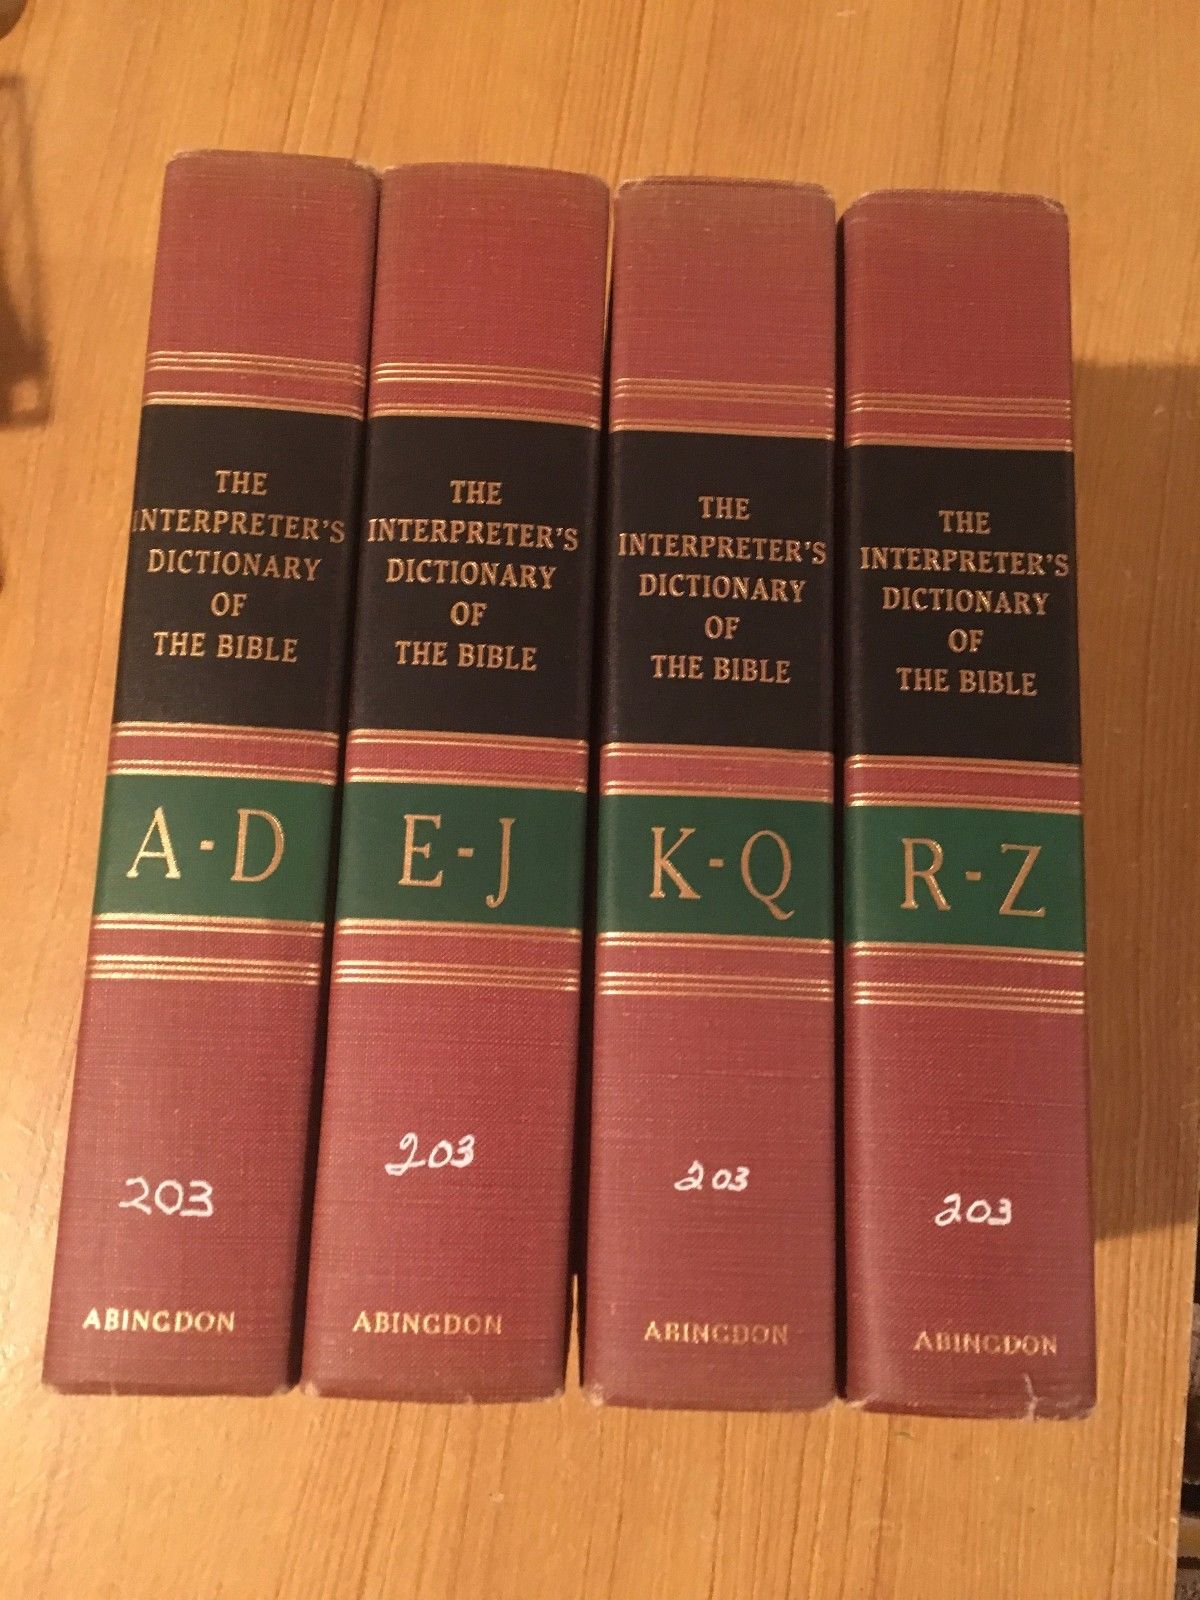 THE
INTERPRETER'S
DICTIONARY
OF
THE BIBLE
A-D
203
ABINGDON
THE
INTERPRETER'S
DICTIONARY
OF
THE BIBLE
E-J
203
ABINGDON
THE
INTERPRETER'S
DICTIONARY
OF
THE BIBLE
K-Q
203
ABINGDON
THE
INTERPRETER'S
DICTIONARY
OF
THE BIBLE
R-Z
203
ABINGDON